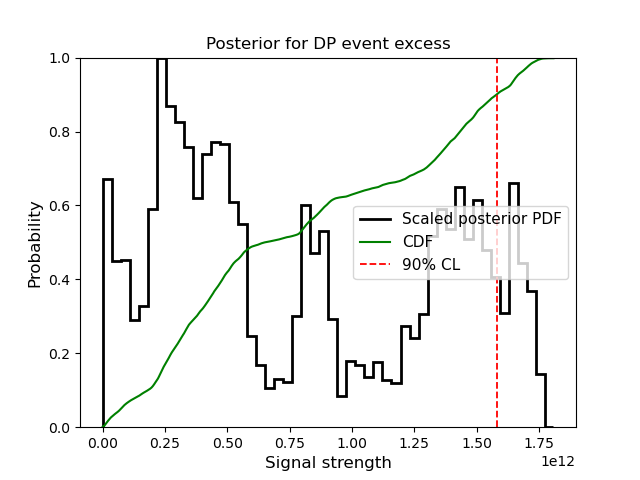 Posterior for DP event excess
1.0
0.8
0.6
0.4
0.2
0.0
Probability
Scaled posterior PDF
CDF
90% CL
0.00 0.25 0.50 0.75 1.00 1.25 1.50 1.75
1e12
Signal strength